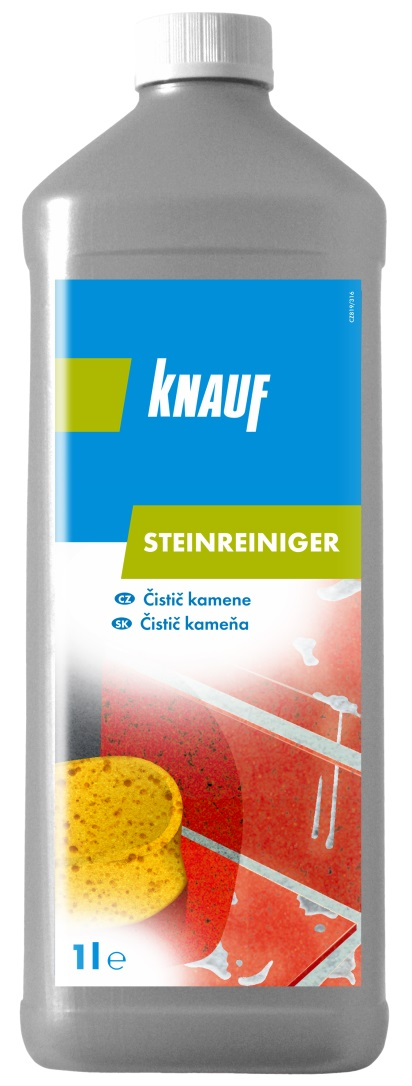 CZ819/316
KNAUF
STEINREINIGER
CZ Čistič kamene
SK Čistič kameňa
1l e